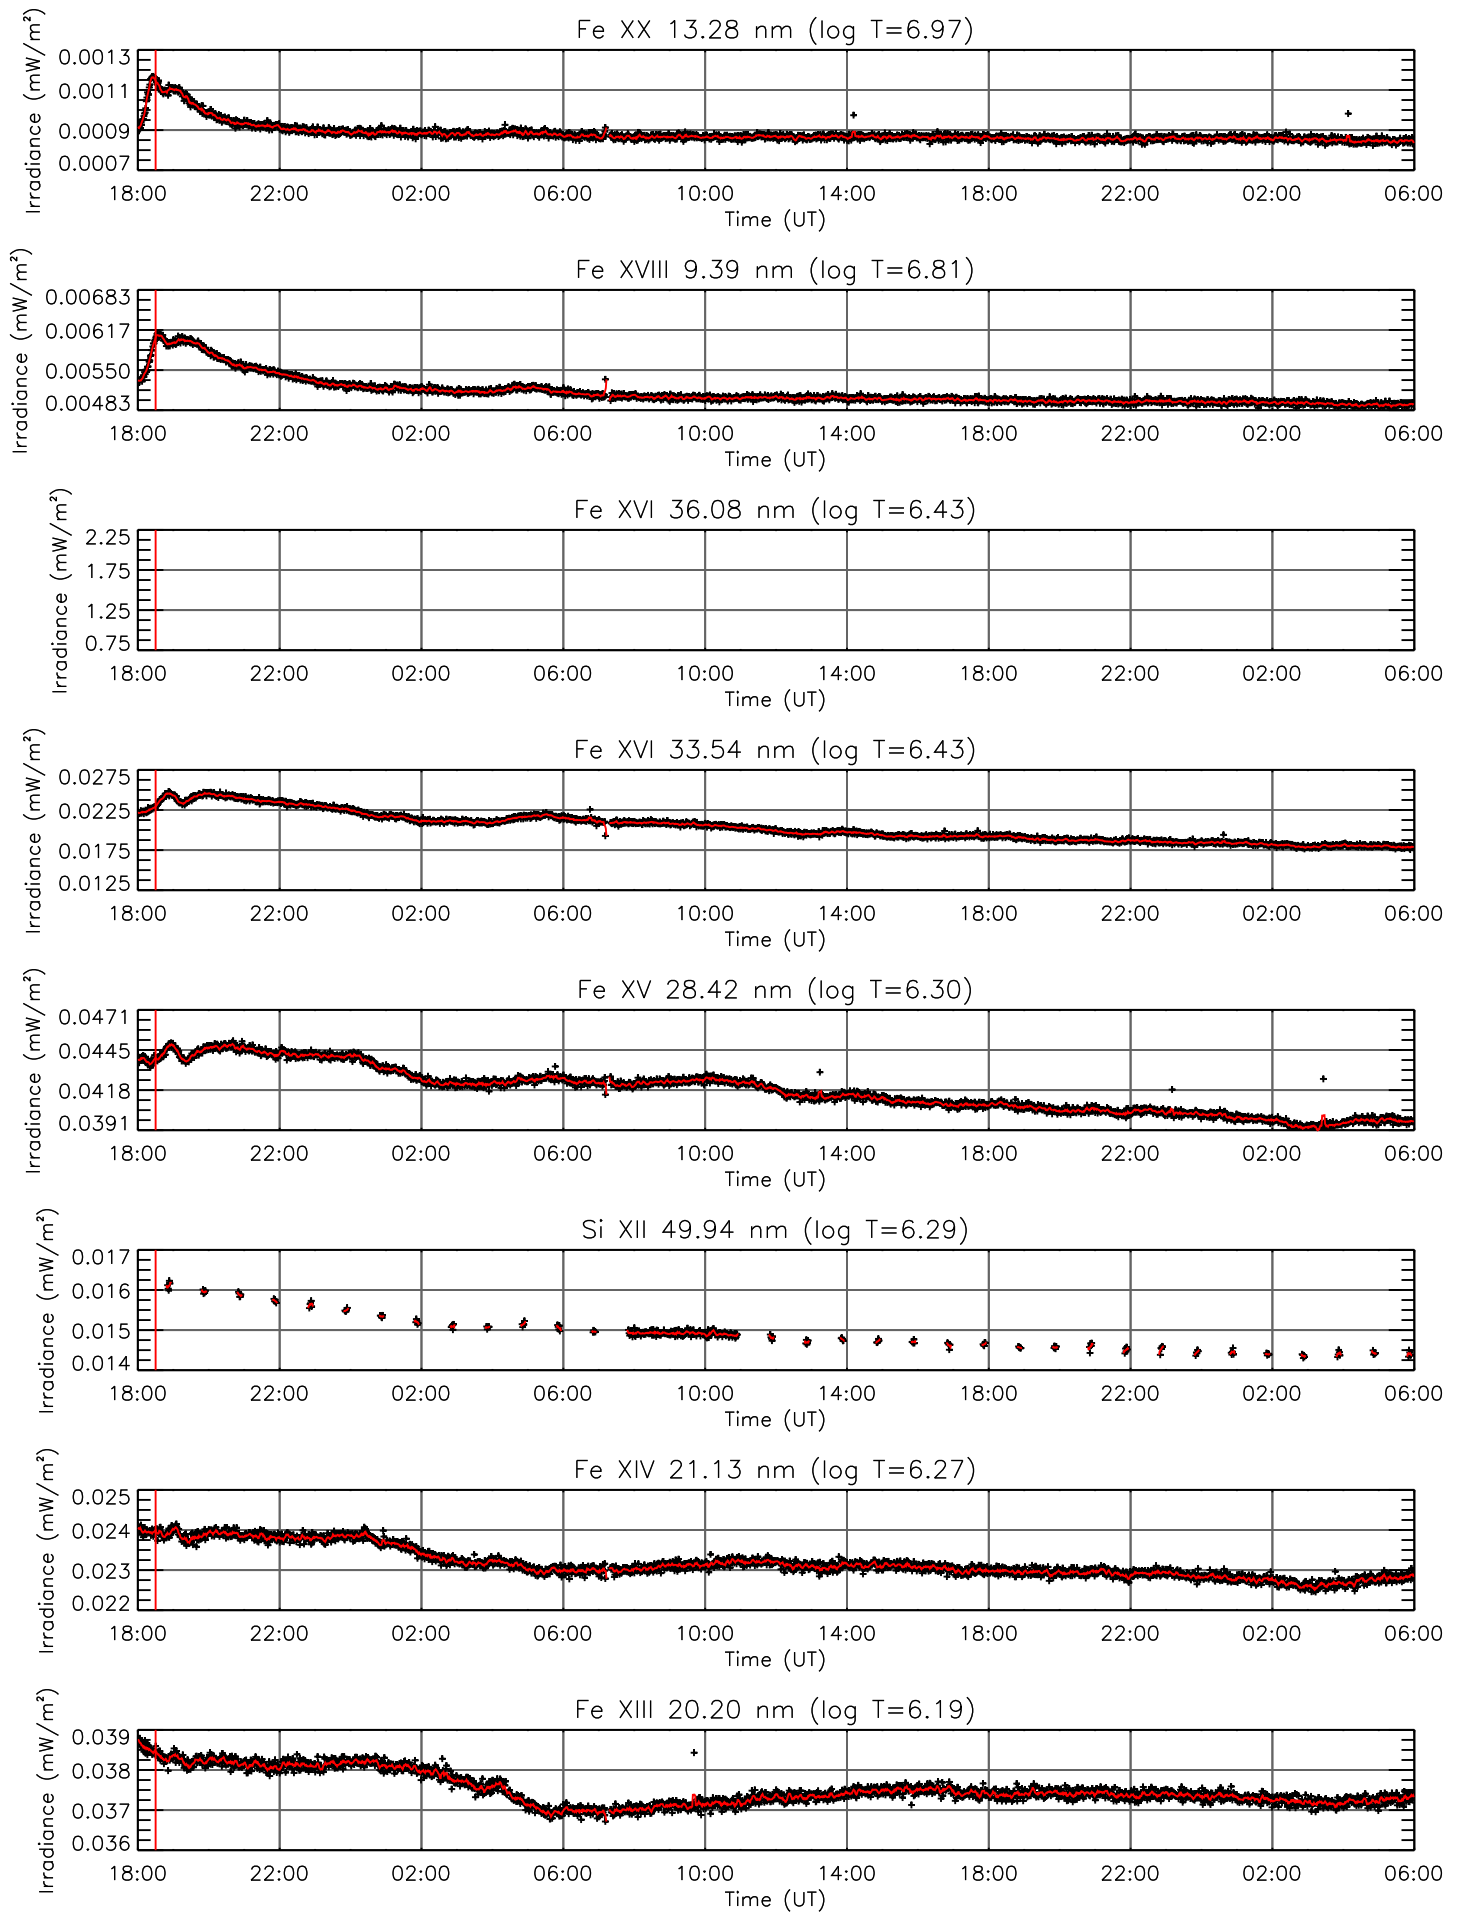 Fe XX 13.28 nm (log T=6.97)
Irradiance (mW/m²)
0.0013
0.0011
0.0009
0.0007
18:00 22:00 02:00 06:00 10:00 14:00 18:00 22:00 02:00 06:00
Time (UT)
Fe XVIII 9.39 nm (log T=6.81)
Irradiance (mW/m²)
0.00683
0.00617
0.00550
0.00483
18:00 22:00 02:00 06:00 10:00 14:00 18:00 22:00 02:00 06:00
Time (UT)
Fe XVI 36.08 nm (log T=6.43)
Irradiance (mW/m²)
2.25
1.75
1.25
0.75
18:00 22:00 02:00 06:00 10:00 14:00 18:00 22:00 02:00 06:00
Time (UT)
Fe XVI 33.54 nm (log T=6.43)
Irradiance (mW/m²)
0.0275
0.0225
0.0175
0.0125
18:00 22:00 02:00 06:00 10:00 14:00 18:00 22:00 02:00 06:00
Time (UT)
Fe XV 28.42 nm (log T=6.30)
Irradiance (mW/m²)
0.0471
0.0445
0.0418
0.0391
18:00 22:00 02:00 06:00 10:00 14:00 18:00 22:00 02:00 06:00
Time (UT)
Si XII 49.94 nm (log T=6.29)
Irradiance (mW/m²)
0.017
0.016
0.015
0.014
18:00 22:00 02:00 06:00 10:00 14:00 18:00 22:00 02:00 06:00
Time (UT)
Fe XIV 21.13 nm (log T=6.27)
Irradiance (mW/m²)
0.025
0.024
0.023
0.022
18:00 22:00 02:00 06:00 10:00 14:00 18:00 22:00 02:00 06:00
Time (UT)
Fe XIII 20.20 nm (log T=6.19)
Irradiance (mW/m²)
0.039
0.038
0.037
0.036
18:00 22:00 02:00 06:00 10:00 14:00 18:00 22:00 02:00 06:00
Time (UT)